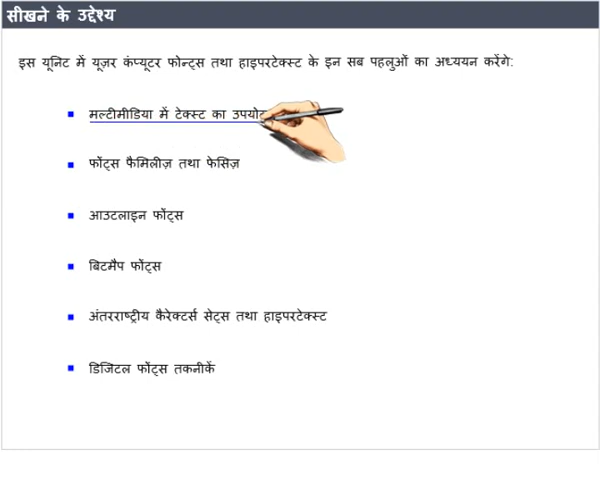 सीखने के उद्देश्य
इस यूनिट में यूज़र कंप्यूटर फोन्ट्स तथा हाइपरटेक्स्ट के इन सब पहलुओं का अध्ययन करेंगे:
मल्टीमीडिया में टेक्स्ट का
फोंट्स फैमिलीज़ तथा फेसिज़
आउटलाइन फोंट्स
बिटमैप फोंट्स
अंतरराष्ट्रीय कैरेक्टर्स सेट्स तथा हाइपरटेक्स्ट
डिजिटल फोंट्स तकनीकें